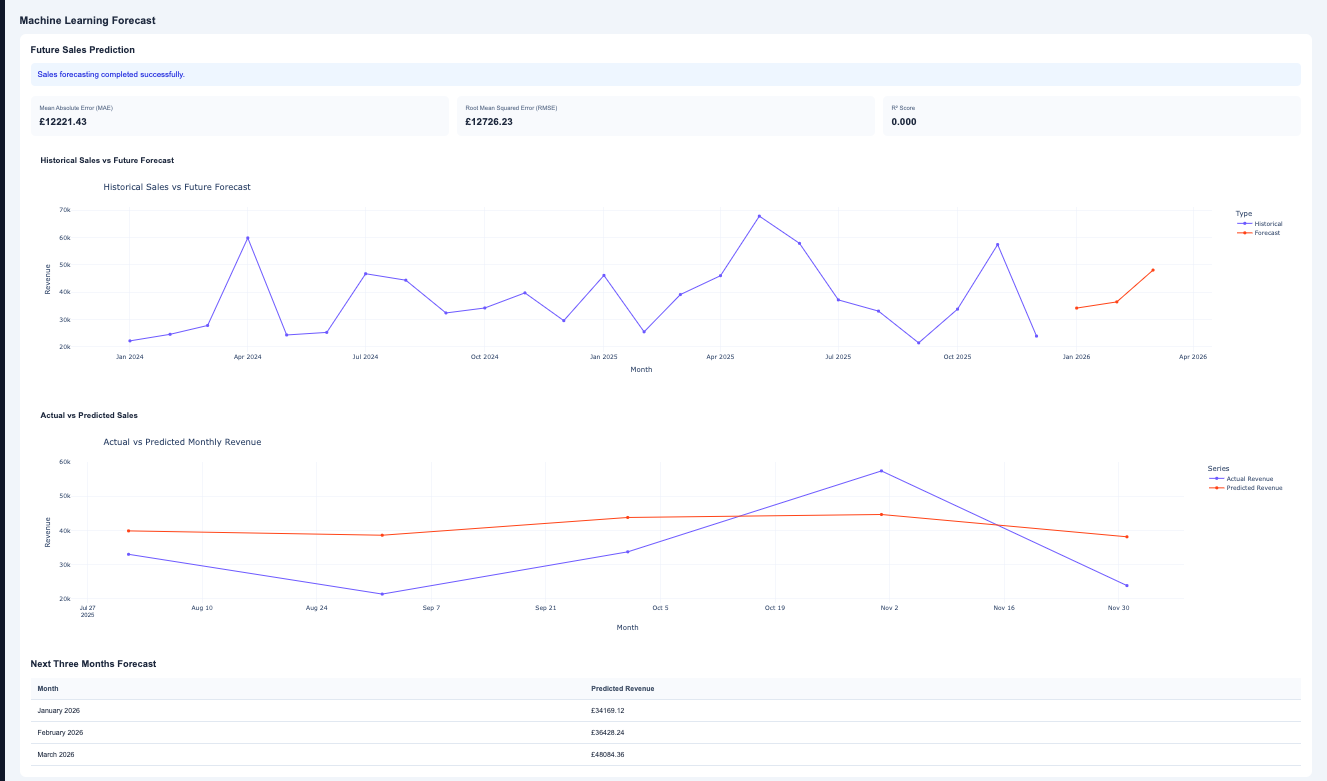 Machine Learning Forecast
Future Sales Prediction
Sales forecasting completed successfully.
Mean Absolute Error (MAE)
£12221.43
Root Mean Squared Error (RMSE)
£12726.23
R² Score
0.000
Historical Sales vs Future Forecast
Historical Sales vs Future Forecast
70k
60k
50k
40k
30k
20k
Revenue
Jan 2024 Apr 2024 Jul 2024 Oct 2024 Jan 2025 Apr 2025 Jul 2025 Oct 2025 Jan 2026 Apr 2026
Month
Type
Historical
Forecast
Actual vs Predicted Sales
Actual vs Predicted Monthly Revenue
60k
50k
40k
30k
20k
Revenue
Jul 27 Aug 10 Aug 24 Sep 7 Sep 21 Oct 5 Oct 19 Nov 2 Nov 16 Nov 30
2025
Month
Series
Actual Revenue
Predicted Revenue
Next Three Months Forecast
Month Predicted Revenue
January 2026 £34169.12
February 2026 £36428.24
March 2026 £48084.36